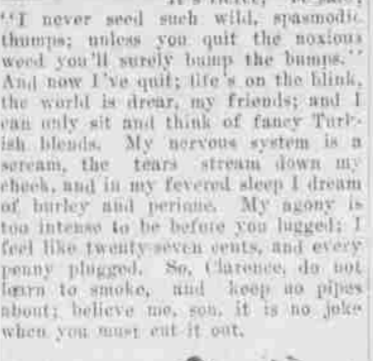 "I never seed such wild, spasmodic
thumps; unless you quit the noxious
weed you'll surely bump the bumps."
And now I've quit; life's on the blink,
the world is drear, my friends; and I
can only sit and think of fancy Turk-
ish blends. My nervous system is a
scream, the tears stream down my
cheek, and in my fevered sleep I dream
of burley and perique. My agony is
too intense to be before you lugged; I
feel like twenty-seven cents, and every
penny plugged. So, Clarence, do not
learn to smoke, and keep no pipes
about; believe me, son, it is no joke
when you must cut it out.